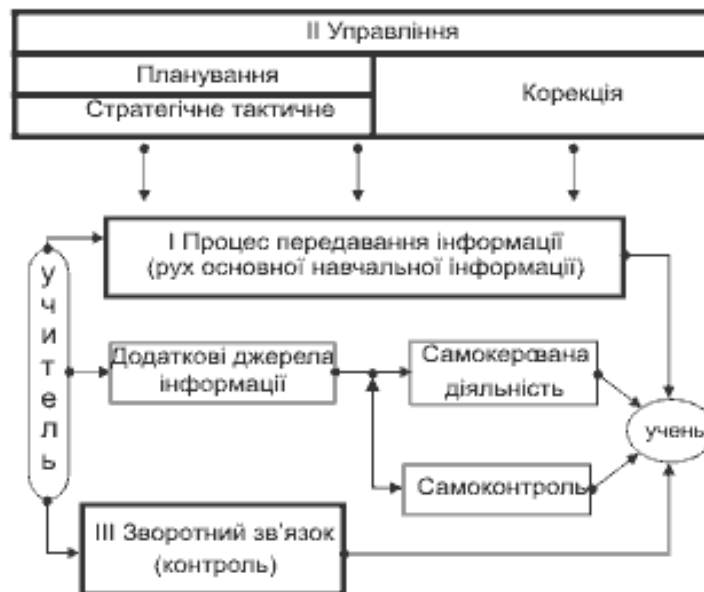 II Управління
Планування
Стратегічне тактичне
Корекція
I Процес передавання інформації
(рух основної навчальної інформації)
учитель
Додаткові джерела
інформації
Самокерована
діяльність
учень
Самоконтроль
III Зворотний зв'язок
(контроль)